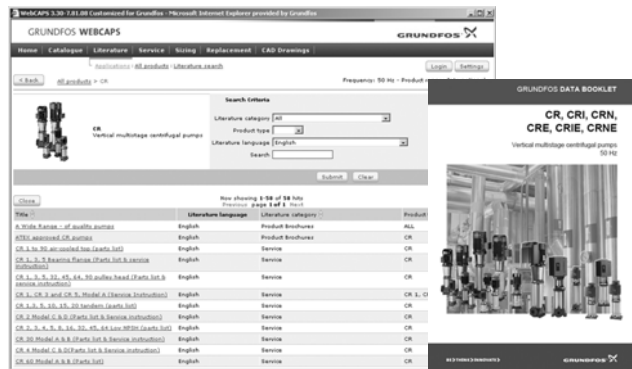 WebCAPS 3.30-7.01.08 Customized for Grundfos - Microsoft Internet Explorer provided by Grundfos
GRUNDFOS WEBCAPS
GRUNDFOS
Home Catalogue Literature Service Sizing Replacement CAD Drawings
Applications All products Literature search
Login Settings
< Back
All products > CR
Frequency: 50 Hz - Product
CR
Vertical multistage centrifugal pumps
Search Criteria
Literature category All
Product type
Literature language English
Search
Submit Clear
Close
Now showing 1-58 of 58 hits
Previous page 1 of 1 Next
Title Literature language Literature category Product
A Wide Range - of quality pumps English Product Brochures ALL
ATEX approved CR pumps English Product Brochures CR
CR 1 to 90 air-cooled top (parts list) English Service CR
CR 1, 3, 5 Bearing flange (Parts list & service instruction) English Service CR
CR 1, 3, 5, 32, 45, 64, 90 pulley head (Parts list & service instruction) English Service CR
CR 1, CR 3 and CR 5, Model A (Service Instruction) English Service CR 1, C
CR 1,3, 5, 10, 15, 20 tandem (parts list) English Service CR
CR 2 Model C & D (Parts list & Service instruction) English Service CR
CR 2, 3, 4, 5, 8, 16, 32, 45, 64 Low NPSH (parts list) English Service CR
CR 30 Model A & B (Parts list & Service instruction) English Service CR
CR 4 Model C & D(Parts list & Service instruction) English Service CR
CR 60 Model A & B (Parts list) English Service CR
GRUNDFOS DATA BOOKLET
CR, CRI, CRN,
CRE, CRIE, CRNE
Vertical multistage centrifugal pumps
50 Hz
BE > THINK > INNOVATE >
GRUNDFOS